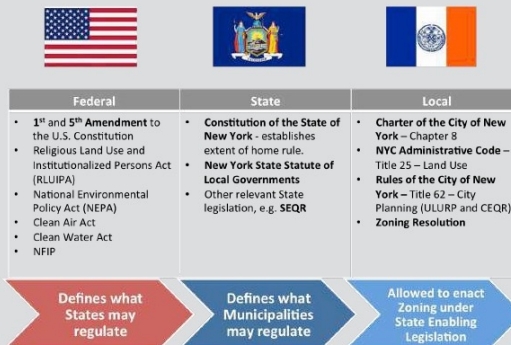 Federal
• 1st and 5th Amendment to
the U.S. Constitution
• Religious Land Use and
Institutionalized Persons Act
(RLUIPA)
• National Environmental
Policy Act (NEPA)
• Clean Air Act
• Clean Water Act
• NFIP
Defines what
States may
regulate
State
• Constitution of the State of
New York - establishes
extent of home rule.
• New York State Statute of
Local Governments
• Other relevant State
legislation, e.g. SEQR
Defines what
Municipalities
may regulate
Local
• Charter of the City of New
York – Chapter 8
• NYC Administrative Code –
Title 25 – Land Use
• Rules of the City of New
York – Title 62 – City
Planning (ULURP and CEQR)
• Zoning Resolution
Allowed to enact
Zoning under
State Enabling
Legislation